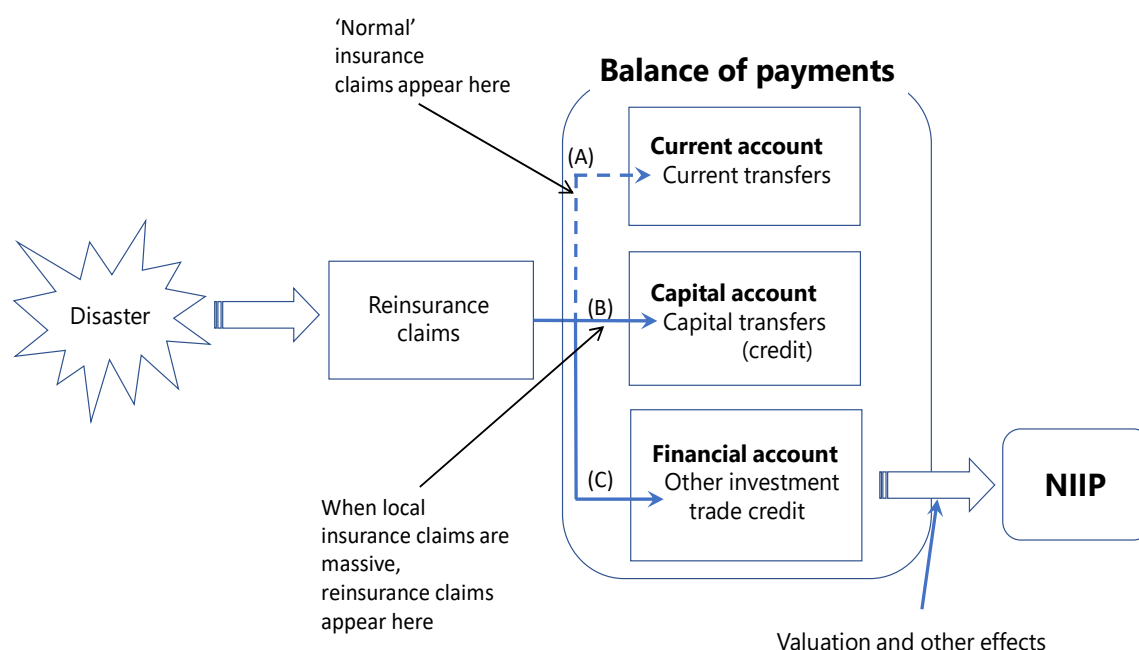 ‘Normal’
insurance
claims appear here
Balance of payments
(A)
Current account
Current transfers
Disaster
Reinsurance
claims
(B)
Capital account
Capital transfers
(credit)
(C)
Financial account
Other investment
trade credit
NIIP
When local
insurance claims are
massive,
reinsurance claims
appear here
Valuation and other effects